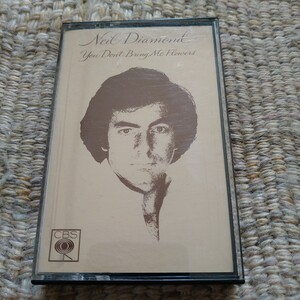 Neil Diamond
You Don't Bring Me Flowers
CBS